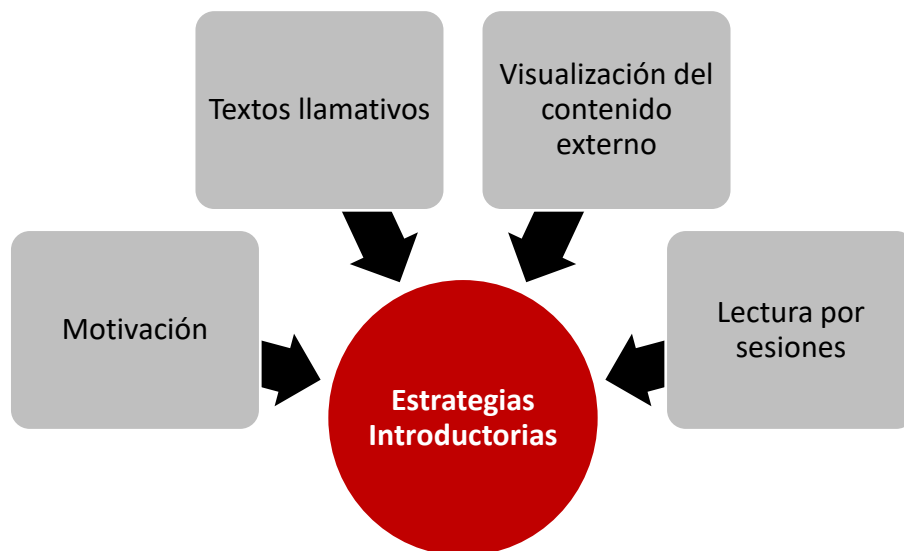 Textos llamativos
Visualización del
contenido
externo
Motivación
Lectura por
sesiones
Estrategias
Introductorias